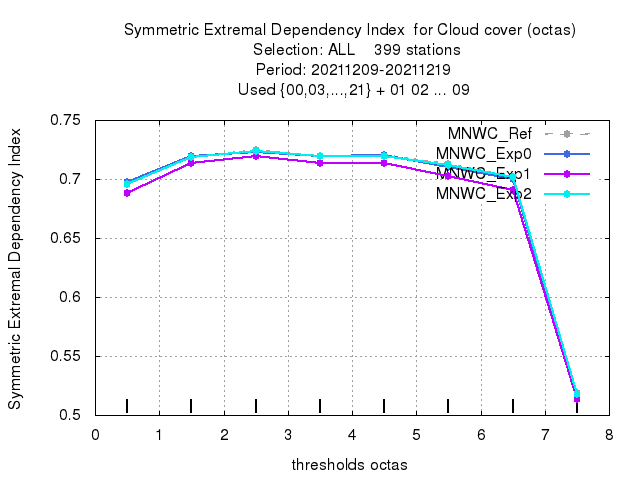 Symmetric Extremal Dependency Index for Cloud cover (octas)
Selection: ALL 399 stations
Period: 20211209-20211219
Used {00,03,...,21} + 01 02 ... 09
Symmetric Extremal Dependency Index
0.75
0.7
0.65
0.6
0.55
0.5
MNWC_Ref
MNWC_Exp0
MNWC_Exp1
MNWC_Exp2
0 1 2 3 4 5 6 7 8
thresholds octas